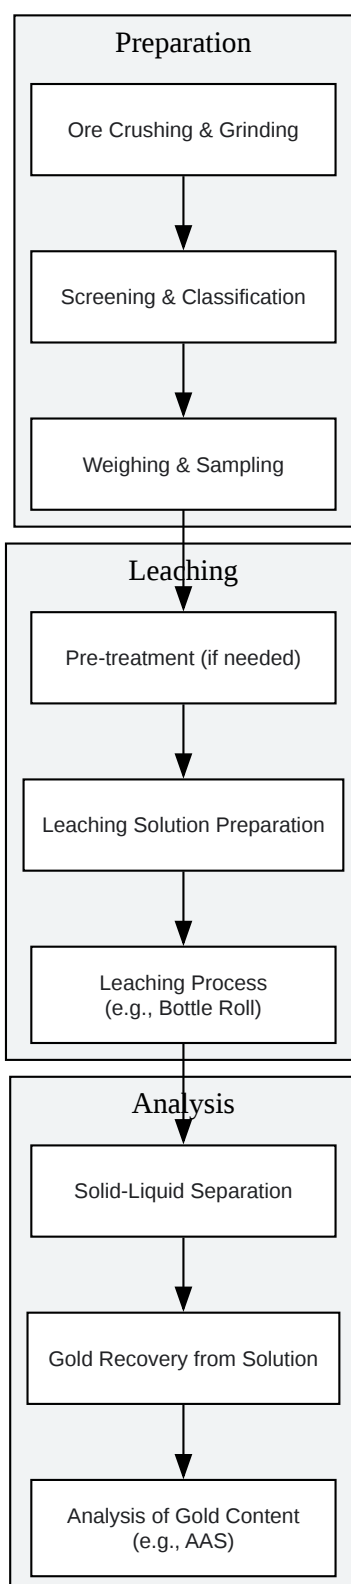 Preparation
Ore Crushing & Grinding
Screening & Classification
Weighing & Sampling
Leaching
Pre-treatment (if needed)
Leaching Solution Preparation
Leaching Process
(e.g., Bottle Roll)
Analysis
Solid-Liquid Separation
Gold Recovery from Solution
Analysis of Gold Content
(e.g., AAS)